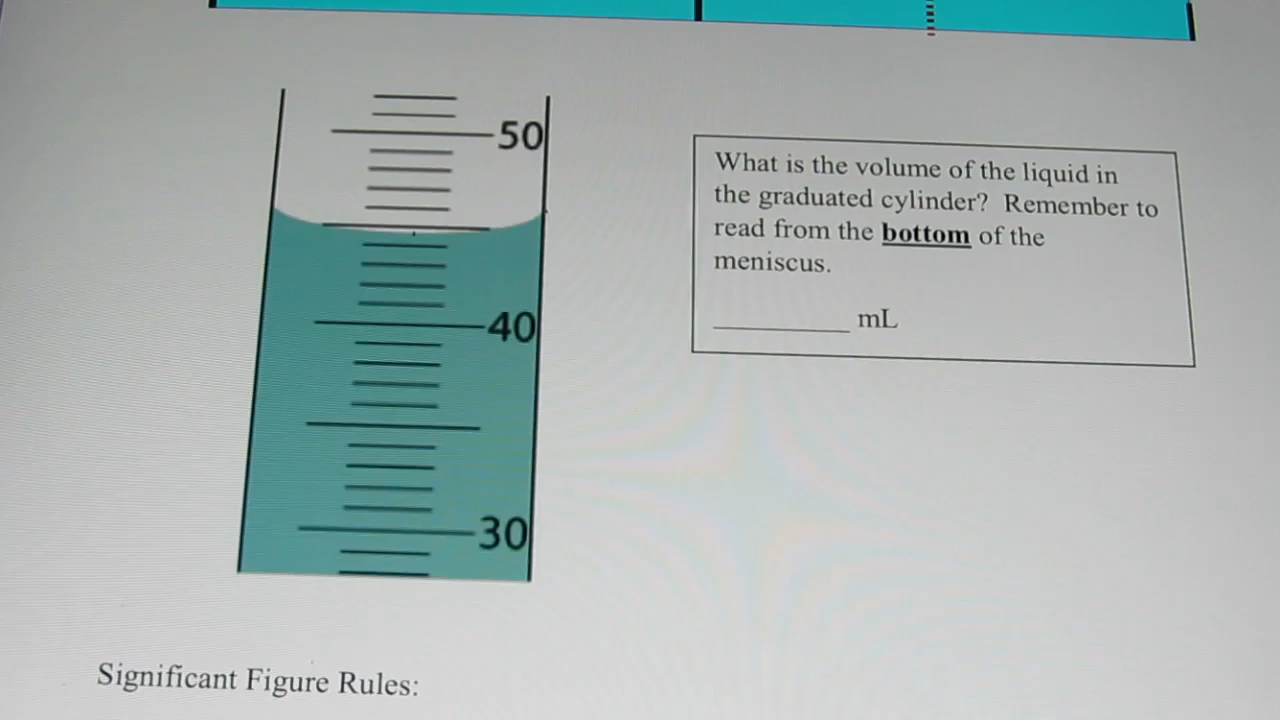 50
40
30
What is the volume of the liquid in
the graduated cylinder? Remember to
read from the bottom of the
meniscus.
__________ mL
Significant Figure Rules: